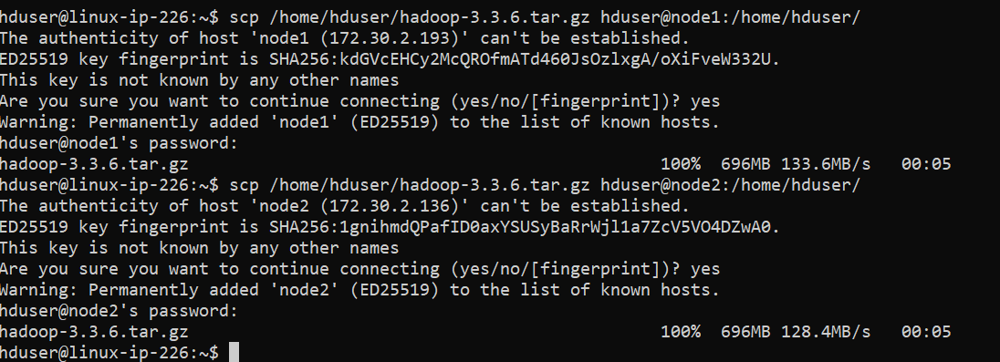 hduser@linux-ip-226:~$ scp /home/hduser/hadoop-3.3.6.tar.gz hduser@node1:/home/hduser/
The authenticity of host 'node1 (172.30.2.193)' can't be established.
ED25519 key fingerprint is SHA256:kdGVcEHCy2McQROfmATd460JsOzlxgA/oXiFveW332U.
This key is not known by any other names
Are you sure you want to continue connecting (yes/no/[fingerprint])? yes
Warning: Permanently added 'node1' (ED25519) to the list of known hosts.
hduser@node1's password:
hadoop-3.3.6.tar.gz 100% 696MB 133.6MB/s 00:05
hduser@linux-ip-226:~$ scp /home/hduser/hadoop-3.3.6.tar.gz hduser@node2:/home/hduser/
The authenticity of host 'node2 (172.30.2.136)' can't be established.
ED25519 key fingerprint is SHA256:1gnihmdQPafID0axYSUSyBaRrWjl1a7ZcV5VO4DZwA0.
This key is not known by any other names
Are you sure you want to continue connecting (yes/no/[fingerprint])? yes
Warning: Permanently added 'node2' (ED25519) to the list of known hosts.
hduser@node2's password:
hadoop-3.3.6.tar.gz 100% 696MB 128.4MB/s 00:05
hduser@linux-ip-226:~$